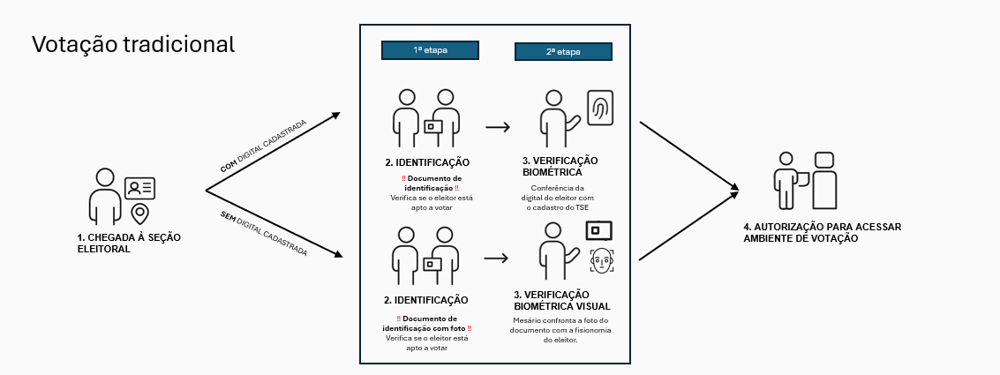 Votação tradicional
1ª etapa
2ª etapa
COM DIGITAL CADASTRADA
SEM DIGITAL CADASTRADA
1. CHEGADA À SEÇÃO
ELEITORAL
2. IDENTIFICAÇÃO
‼ Documento de
identificação ‼
Verifica se o eleitor está
apto a votar
3. VERIFICAÇÃO
BIOMÉTRICA
Conferência da
digital do eleitor com
o cadastro do TSE
2. IDENTIFICAÇÃO
‼ Documento de
identificação com foto ‼
Verifica se o eleitor está
apto a votar
3. VERIFICAÇÃO
BIOMÉTRICA VISUAL
Mesário confronta a foto do
documento com a fisionomia
do eleitor.
4. AUTORIZAÇÃO PARA ACESSAR
AMBIENTE DE VOTAÇÃO